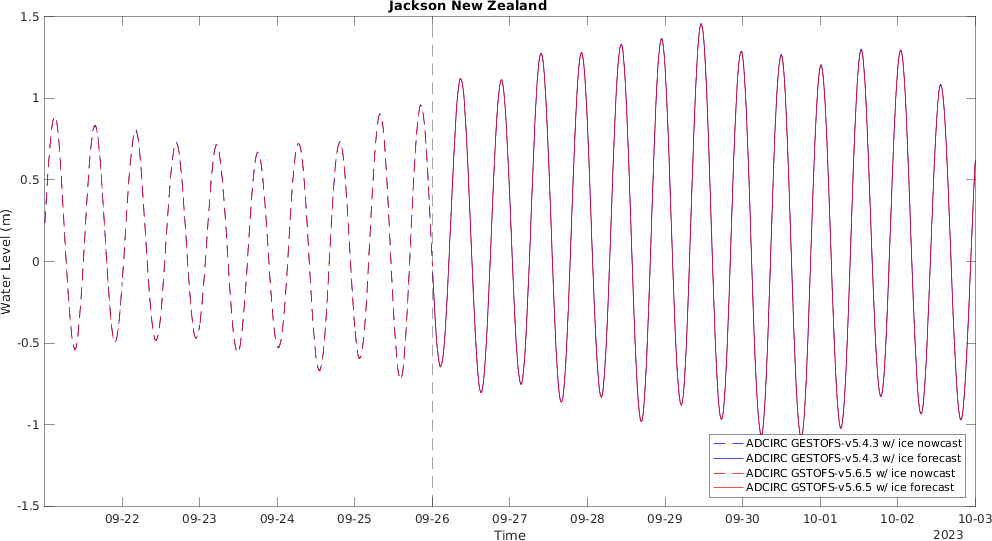 Jackson New Zealand
Water Level (m)
1.5
1
0.5
0
-0.5
-1
-1.5
ADCIRC GESTOFS-v5.4.3 w/ ice nowcast
ADCIRC GESTOFS-v5.4.3 w/ ice forecast
ADCIRC GSTOFS-v5.6.5 w/ ice nowcast
ADCIRC GSTOFS-v5.6.5 w/ ice forecast
09-22 09-23 09-24 09-25 09-26 09-27 09-28 09-29 09-30 10-01 10-02 10-03
Time
2023